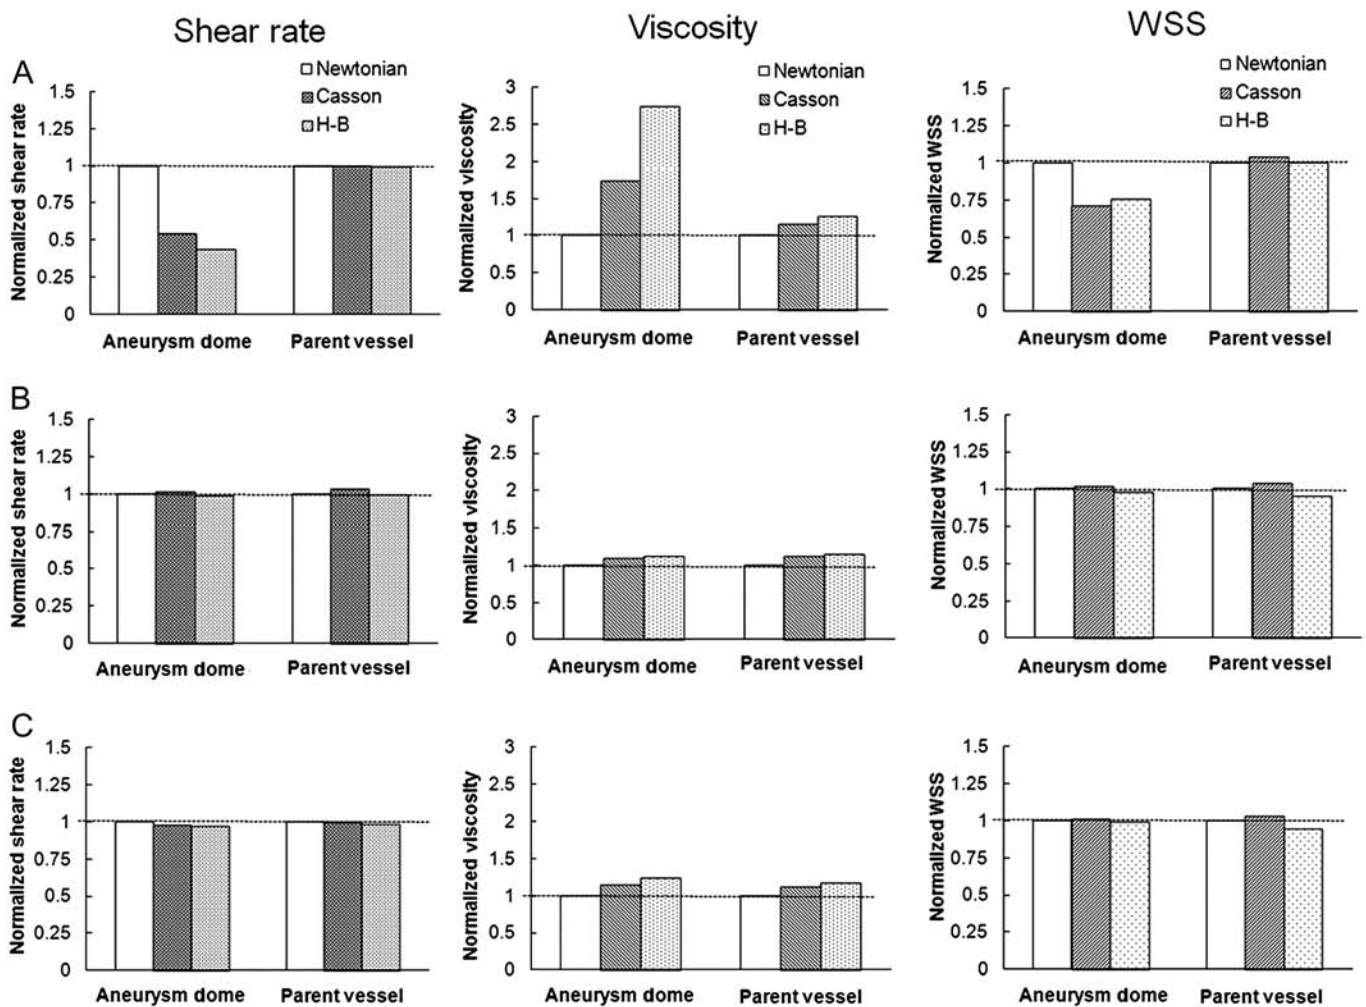 Shear rate
Viscosity
WSS
A
Normalized shear rate
1.5
1.25
1
0.75
0.5
0.25
0
Newtonian
Casson
H-B
Aneurysm dome
Parent vessel
Normalized viscosity
3
2.5
2
1.5
1
0.5
0
Newtonian
Casson
H-B
Aneurysm dome
Parent vessel
Normalized WSS
1.5
1.25
1
0.75
0.5
0.25
0
Newtonian
Casson
H-B
Aneurysm dome
Parent vessel
B
Normalized shear rate
1.5
1.25
1
0.75
0.5
0.25
0
Aneurysm dome
Parent vessel
Normalized viscosity
3
2.5
2
1.5
1
0.5
0
Aneurysm dome
Parent vessel
Normalized WSS
1.5
1.25
1
0.75
0.5
0.25
0
Aneurysm dome
Parent vessel
C
Normalized shear rate
1.5
1.25
1
0.75
0.5
0.25
0
Aneurysm dome
Parent vessel
Normalized viscosity
3
2.5
2
1.5
1
0.5
0
Aneurysm dome
Parent vessel
Normalized WSS
1.5
1.25
1
0.75
0.5
0.25
0
Aneurysm dome
Parent vessel